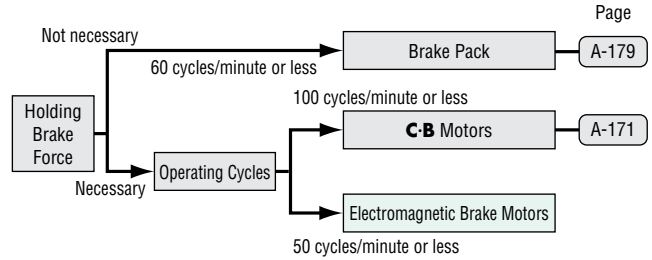 Page
Not necessary
Brake Pack
A-179
60 cycles/minute or less
100 cycles/minute or less
Holding
Brake
Force
C·B Motors
A-171
Operating Cycles
Necessary
Electromagnetic Brake Motors
50 cycles/minute or less